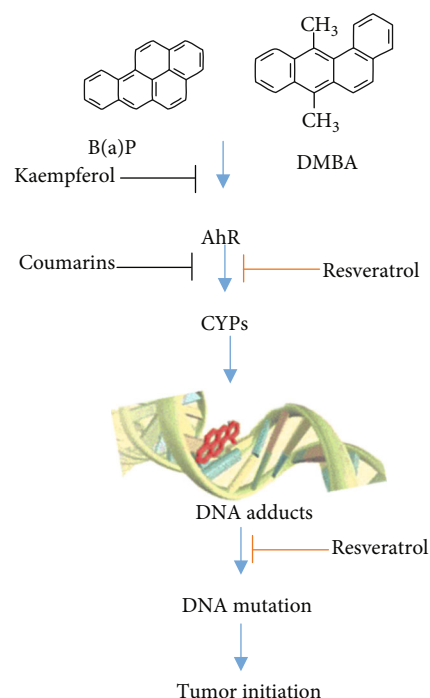 CH₃
CH₃
B(a)P
DMBA
Kaempferol
AhR
Coumarins
Resveratrol
CYPs
DNA adducts
Resveratrol
DNA mutation
Tumor initiation